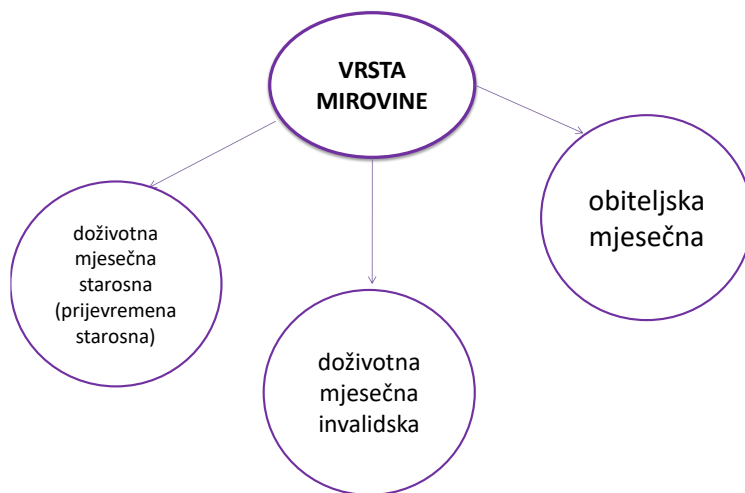 VRSTA
MIROVINE
doživotna
mjesečna
starosna
(prijevremena
starosna)
doživotna
mjesečna
invalidska
obiteljska
mjesečna